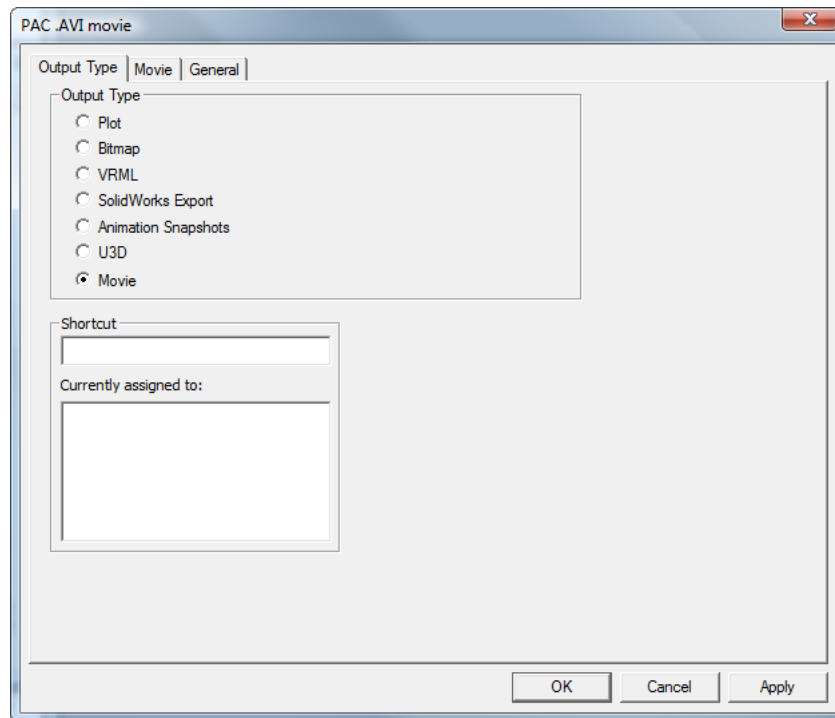 PAC .AVI movie
Output Type Movie General
Output Type
Plot
Bitmap
VRML
SolidWorks Export
Animation Snapshots
U3D
Movie
Shortcut
Currently assigned to:
OK Cancel Apply